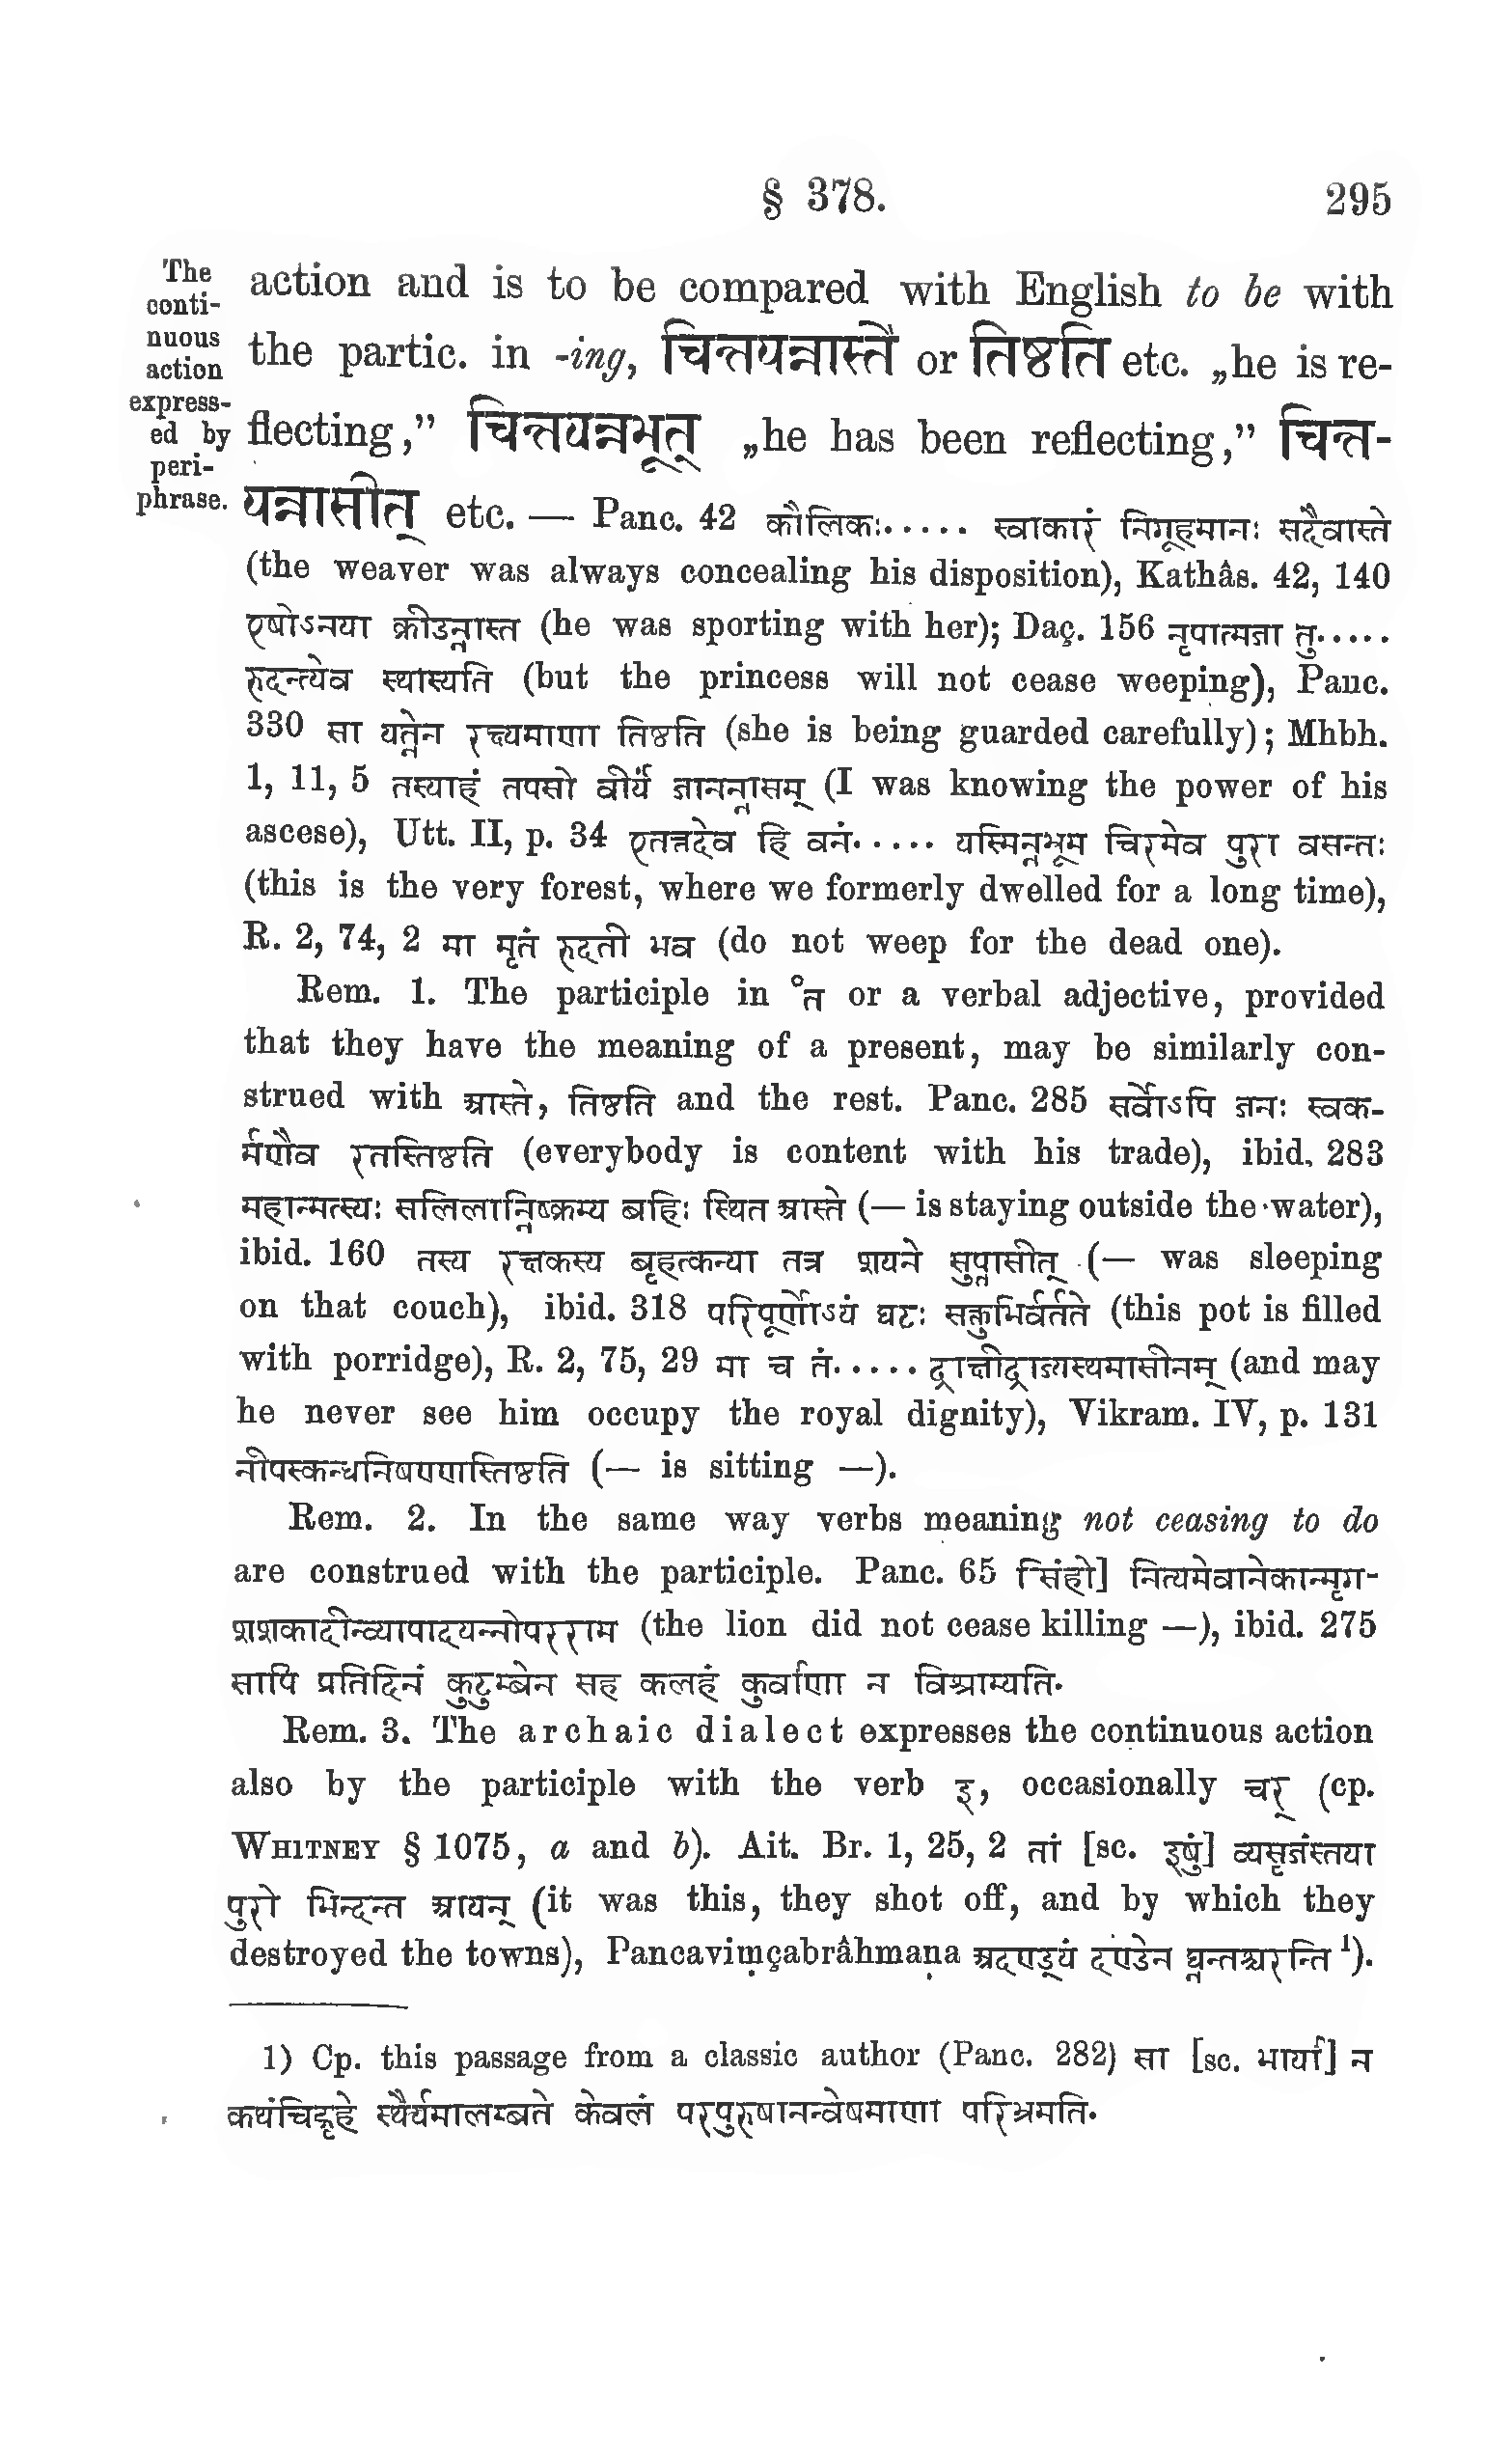 § 378.
295
The
conti-
nuous
action
express-
ed by
peri-
phrase.
action and is to be compared with English to be with
the partic. in -ing, चिन्तयन्नास्ते or तिष्ठति etc. „he is re-
flecting,” चिन्तयन्नभूत् „he has been reflecting,” चिन्त-
यन्नासीत् etc. — Panc. 42 कौलिकः..... स्वाकारं निगूहमानः सदैवास्ते
(the weaver was always concealing his disposition), Kathâs. 42, 140
एषोऽनया क्रीडन्नास्त (he was sporting with her); Daç. 156 नृपात्मजा तु.....
रुदन्त्येव स्थास्यति (but the princess will not cease weeping), Panc.
330 सा यत्नेन रक्ष्यमाणा तिष्ठति (she is being guarded carefully); Mhbh.
1, 11, 5 तस्याहं तपसो वीर्यं जानन्नासम् (I was knowing the power of his
ascese), Utt. II, p. 34 एतत्तदेव हि वनं..... यस्मिन्नभूम चिरमेव पुरा वसन्तः
(this is the very forest, where we formerly dwelled for a long time),
R. 2, 74, 2 मा मृतं रुदती भव (do not weep for the dead one).
Rem. 1. The participle in °त or a verbal adjective, provided
that they have the meaning of a present, may be similarly con-
strued with आस्ते, तिष्ठति and the rest. Panc. 285 सर्वोऽपि जनः स्वक-
र्मणैव रतस्तिष्ठति (everybody is content with his trade), ibid. 283
महान्मत्स्यः सलिलान्निष्क्रम्य बहिः स्थित आस्ते (— is staying outside the water),
ibid. 160 तस्य रक्षकस्य बृहत्कन्या तत्र शयने सुप्तासीत् (— was sleeping
on that couch), ibid. 318 परिपूर्णोऽयं घटः सक्तुभिर्वर्तते (this pot is filled
with porridge), R. 2, 75, 29 मा च तं..... द्राक्षीद्राज्यस्थमासीनम् (and may
he never see him occupy the royal dignity), Vikram. IV, p. 131
नीपस्कन्धनिषण्णस्तिष्ठति (— is sitting —).
Rem. 2. In the same way verbs meaning not ceasing to do
are construed with the participle. Panc. 65 सिंहो] नित्यमेवानेकान्मृग-
शशकादीन्व्यापादयन्नोपरराम (the lion did not cease killing —), ibid. 275
सापि प्रतिदिनं कुटुम्बेन सह कलहं कुर्वाणा न विश्राम्यति.
Rem. 3. The archaic dialect expresses the continuous action
also by the participle with the verb इ, occasionally चर् (cp.
WHITNEY § 1075, a and b). Ait. Br. 1, 25, 2 तां [sc. इषुं] व्यसृजंस्तया
पुरो भिन्दन्त आयन् (it was this, they shot off, and by which they
destroyed the towns), Pancaviṃçabrâhmaṇa अदण्ड्यं दण्डेन घ्नन्तश्चरन्ति ¹).
1) Cp. this passage from a classic author (Panc. 282) सा [sc. भार्या] न
कथंचिद्गृहे स्थैर्यमालम्बते केवलं परपुरुषानन्वेषमाणा परिभ्रमति.